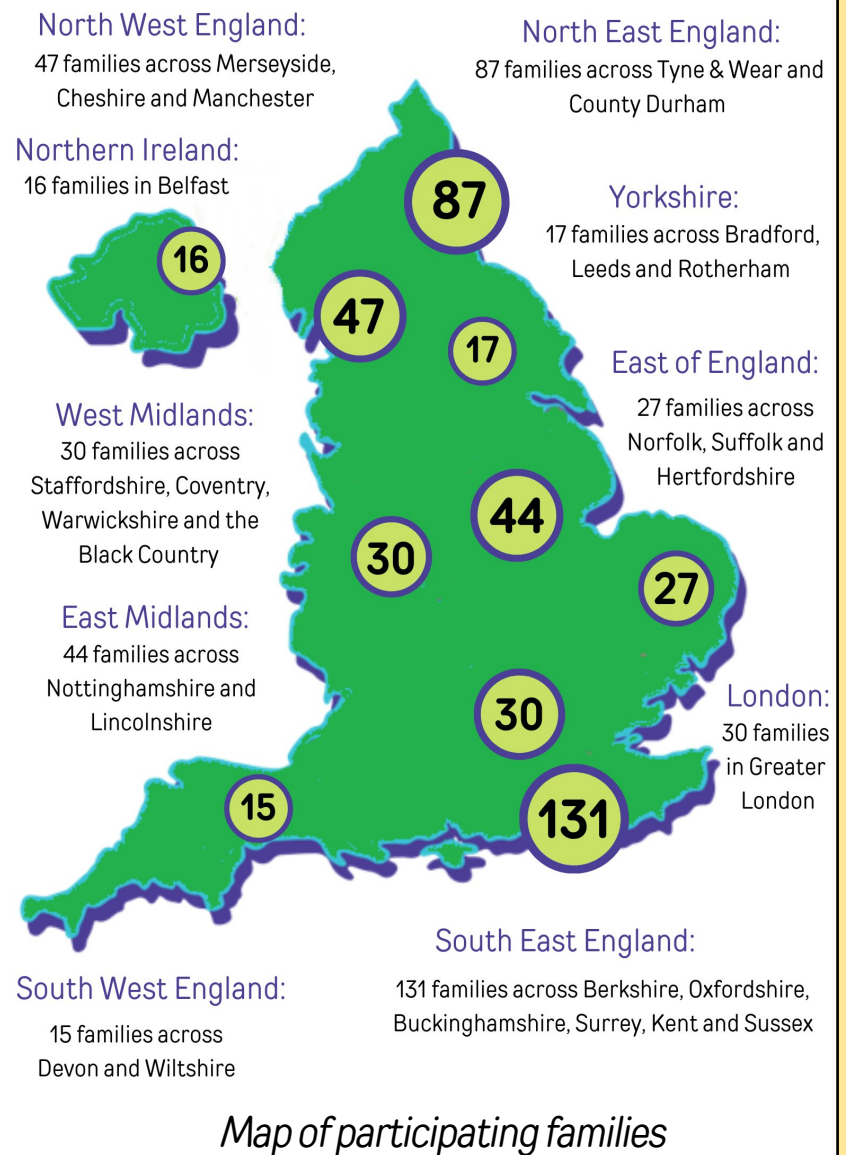 North West England:
47 families across Merseyside,
Cheshire and Manchester
North East England:
87 families across Tyne & Wear and
County Durham
Northern Ireland:
16 families in Belfast
87
Yorkshire:
17 families across Bradford,
Leeds and Rotherham
16
47
17
East of England:
27 families across
Norfolk, Suffolk and
Hertfordshire
West Midlands:
30 families across
Staffordshire, Coventry,
Warwickshire and the
Black Country
44
30
27
East Midlands:
44 families across
Nottinghamshire and
Lincolnshire
30
London:
30 families
in Greater
London
15
131
South East England:
131 families across Berkshire, Oxfordshire,
Buckinghamshire, Surrey, Kent and Sussex
South West England:
15 families across
Devon and Wiltshire
Map of participating families